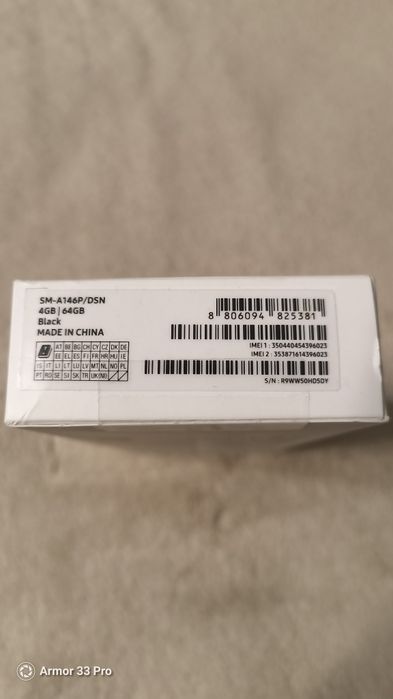 SM-A146P/DSN
4GB | 64GB
Black
MADE IN CHINA
8 806094 825381
IMEI 1 : 350440454396023
IMEI 2 : 353871614396023
S/N : R9WW50HD5DY
AT BE BG CH CY CZ DK DE
EE EL ES FI FR HR HU IE
IS IT LI LT LU LV MT NL NO PL
PT RO SE SI SK TR UK(NI)
Armor 33 Pro